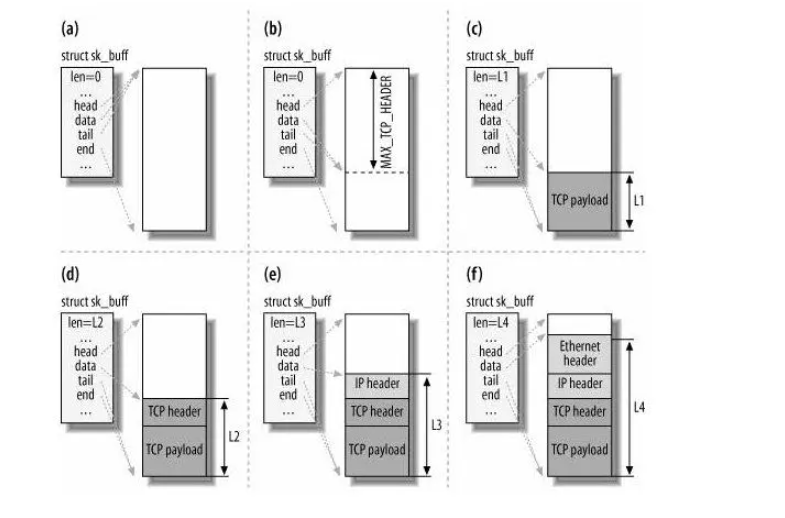 (a)
struct sk_buff
len=0
...
head
data
tail
end
...
(b)
struct sk_buff
len=0
...
head
data
tail
end
...
MAX_TCP_HEADER
(c)
struct sk_buff
len=L1
...
head
data
tail
end
...
TCP payload
L1
(d)
struct sk_buff
len=L2
...
head
data
tail
end
...
TCP header
TCP payload
L2
(e)
struct sk_buff
len=L3
...
head
data
tail
end
...
IP header
TCP header
TCP payload
L3
(f)
struct sk_buff
len=L4
...
head
data
tail
end
...
Ethernet
header
IP header
TCP header
TCP payload
L4